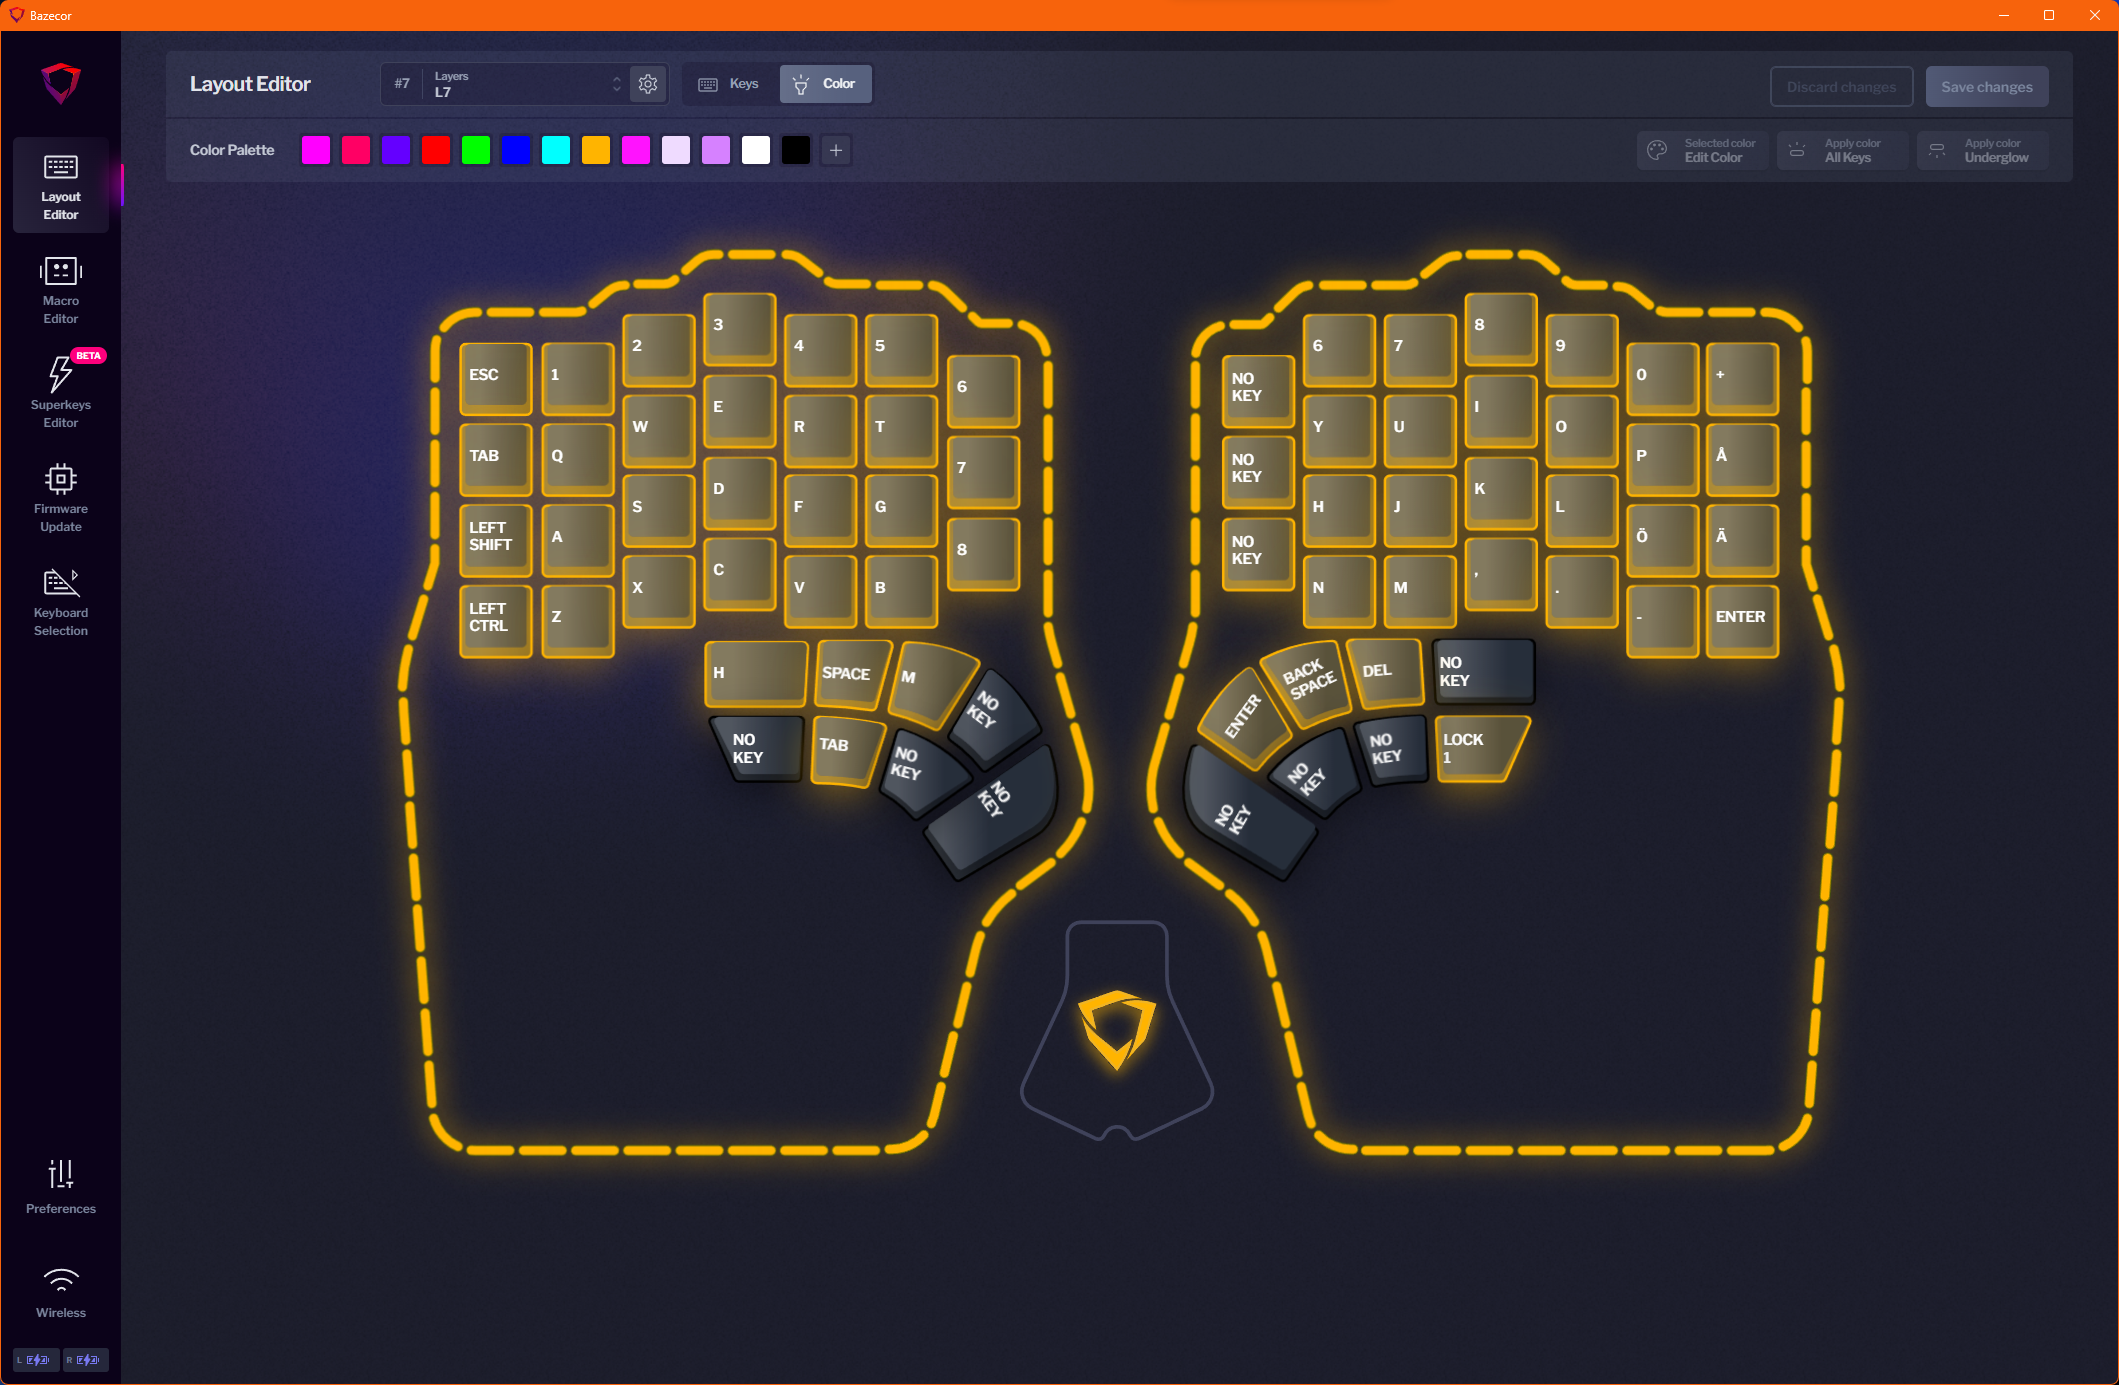 Bazecor
Layout Editor
#7
Layers
L7
Keys
Color
Discard changes
Save changes
Color Palette
+
Selected color
Edit Color
Apply color
All Keys
Apply color
Underglow
Layout
Editor
Macro
Editor
BETA
Superkeys
Editor
Firmware
Update
Keyboard
Selection
Preferences
Wireless
L
R
ESC
1
2
3
4
5
6
TAB
Q
W
E
R
T
7
LEFT
SHIFT
A
S
D
F
G
8
LEFT
CTRL
Z
X
C
V
B
H
SPACE
M
NO
KEY
NO
KEY
TAB
NO
KEY
NO
KEY
NO
KEY
6
7
8
9
0
+
NO
KEY
Y
U
I
O
P
Å
NO
KEY
H
J
K
L
Ö
Ä
N
M
,
.
-
ENTER
ENTER
BACK
SPACE
DEL
NO
KEY
NO
KEY
NO
KEY
NO
KEY
LOCK
1